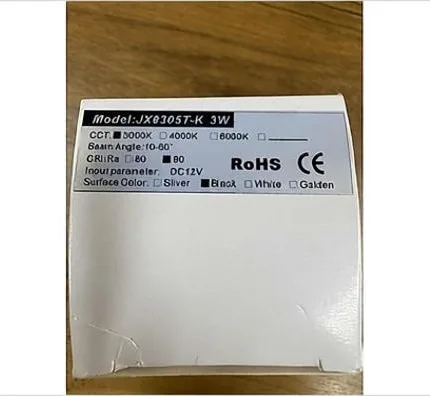 Model:JX8305T-K 3W
CCT: ■3000K □4000K □6000K □
Beam Angle:10-60°
CRI:Ra □80 ■90
Input parameter: DC12V
RoHS CE
Surface Color: □Sliver ■Black □White □Golden